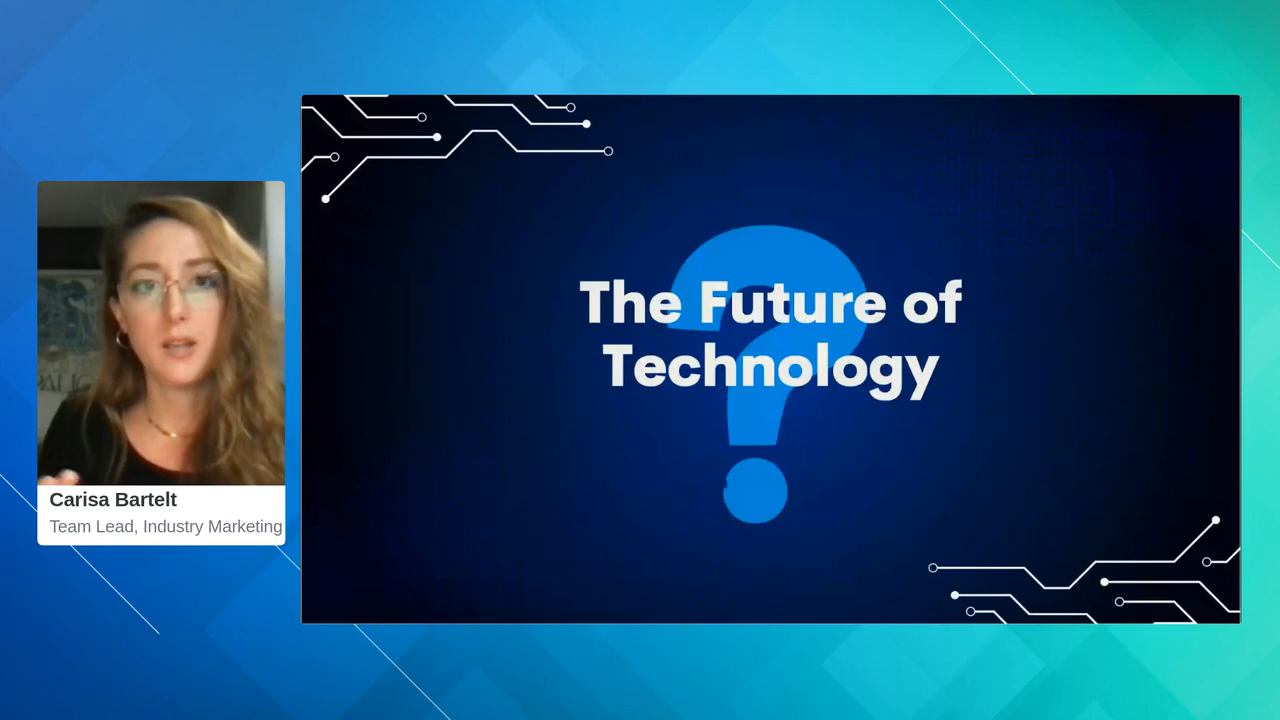 The Future of
Technology
Carisa Bartelt
Team Lead, Industry Marketing